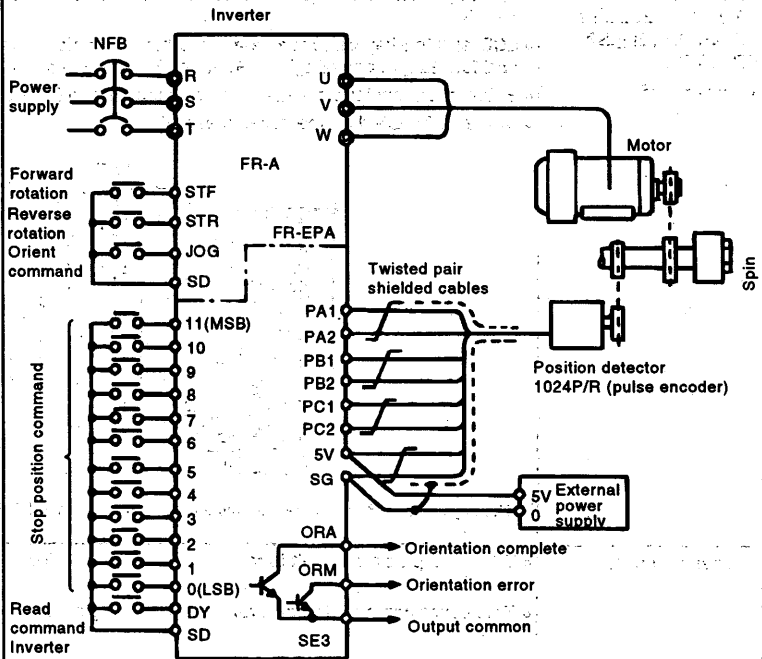 Inverter
NFB
Power
supply
R
S
T
U
V
W
FR-A
Motor
Forward
rotation
Reverse
rotation
Orient
command
STF
STR
JOG
SD
FR-EPA
Spin
Twisted pair
shielded cables
Stop position command
11(MSB)
10
9
8
7
6
5
4
3
2
1
0(LSB)
DY
SD
PA1
PA2
PB1
PB2
PC1
PC2
5V
SG
Position detector
1024P/R (pulse encoder)
5V
0
External
power
supply
ORA
Orientation complete
ORM
Orientation error
SE3
Output common
Read
command
Inverter